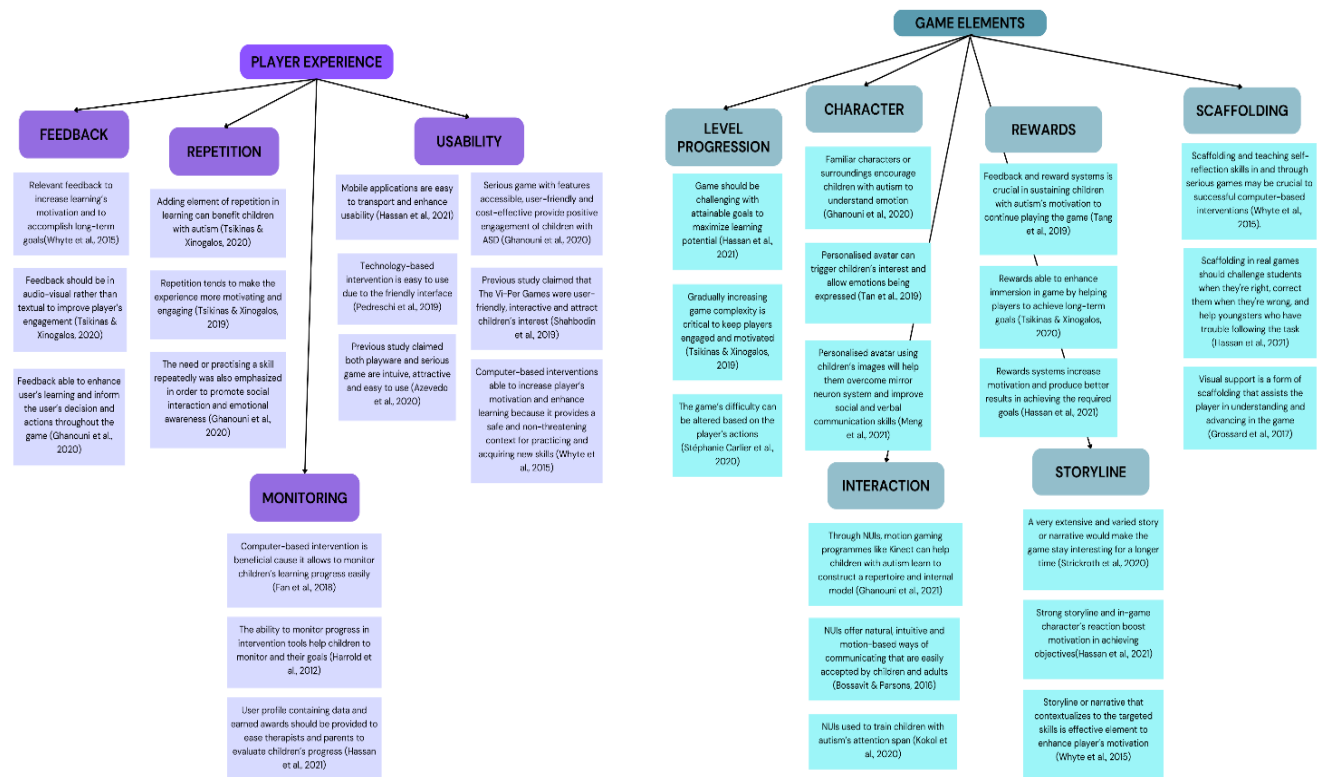 PLAYER EXPERIENCE
FEEDBACK
Relevant feedback to
increase learning's
motivation and to
accomplish long-term
goals(Whyte et al., 2015)
Feedback should be in
audio-visual rather than
textual to improve player's
engagement (Tsikinas &
Xinogalos, 2020)
Feedback able to enhance
user's learning and inform
the user's decision and
actions throughout the
game (Ghanouni et al.,
2020)
REPETITION
Adding element of repetition in
learning can benefit children
with autism (Tsikinas &
Xinogalos, 2020)
Repetition tends to make the
experience more motivating and
engaging (Tsikinas & Xinogalos,
2019)
The need or practising a skill
repeatedly was also emphasized
in order to promote social
interaction and emotional
awareness (Ghanouni et al.,
2020)
USABILITY
Mobile applications are easy
to transport and enhance
usability (Hassan et al., 2021)
Technology-based
intervention is easy to use
due to the friendly interface
(Pedreschi et al., 2019)
Previous study claimed
both playware and serious
game are intuive, attractive
and easy to use (Azevedo
et al., 2020)
Serious game with features
accessible, user-friendly and
cost-effective provide positive
engagement of children with
ASD (Ghanouni et al., 2020)
Previous study claimed that
The Vi-Per Games were user-
friendly, interactive and attract
children's interest (Shahbodin
et al., 2019)
Computer-based interventions
able to increase player's
motivation and enhance
learning because it provides a
safe and non-threatening
context for practicing and
acquiring new skills (Whyte et
al., 2015)
MONITORING
Computer-based intervention is
beneficial cause it allows to monitor
children's learning progress easily
(Fan et al., 2018)
The ability to monitor progress in
intervention tools help children to
monitor and their goals (Harrold et
al., 2012)
User profile containing data and
earned awards should be provided to
ease therapists and parents to
evaluate children's progress (Hassan
et al., 2021)
GAME ELEMENTS
LEVEL
PROGRESSION
Game should be
challenging with
attainable goals to
maximize learning
potential (Hassan et al.,
2021)
Gradually increasing
game complexity is
critical to keep players
engaged and motivated
(Tsikinas & Xinogalos,
2019)
The game's difficulty can
be altered based on the
player's actions
(Stéphanie Carlier et al.,
2020)
CHARACTER
Familiar characters or
surroundings encourage
children with autism to
understand emotion
(Ghanouni et al., 2020)
Personalised avatar can
trigger children's interest and
allow emotions being
expressed (Tan et al., 2019)
Personalised avatar using
children's images will help
them overcome mirror
neuron system and improve
social and verbal
communication skills (Meng
et al., 2021)
INTERACTION
Through NUIs, motion gaming
programmes like Kinect can help
children with autism learn to
construct a repertoire and internal
model (Ghanouni et al., 2021)
NUIs offer natural, intuitive and
motion-based ways of
communicating that are easily
accepted by children and adults
(Bossavit & Parsons, 2016)
NUIs used to train children with
autism's attention span (Kokol et
al., 2020)
REWARDS
Feedback and reward systems is
crucial in sustaining children
with autism's motivation to
continue playing the game (Tang
et al., 2019)
Rewards able to enhance
immersion in game by helping
players to achieve long-term
goals (Tsikinas & Xinogalos,
2020)
Rewards systems increase
motivation and produce better
results in achieving the required
goals (Hassan et al., 2021)
STORYLINE
A very extensive and varied story
or narrative would make the
game stay interesting for a longer
time (Strickroth et al., 2020)
Strong storyline and in-game
character's reaction boost
motivation in achieving
objectives(Hassan et al., 2021)
Storyline or narrative that
contextualizes to the targeted
skills is effective element to
enhance player's motivation
(Whyte et al., 2015)
SCAFFOLDING
Scaffolding and teaching self-
reflection skills in and through
serious games may be crucial to
successful computer-based
interventions (Whyte et al.,
2015).
Scaffolding in real games
should challenge students
when they're right, correct
them when they're wrong, and
help youngsters who have
trouble following the task
(Hassan et al., 2021)
Visual support is a form of
scaffolding that assists the
player in understanding and
advancing in the game
(Grossard et al., 2017)